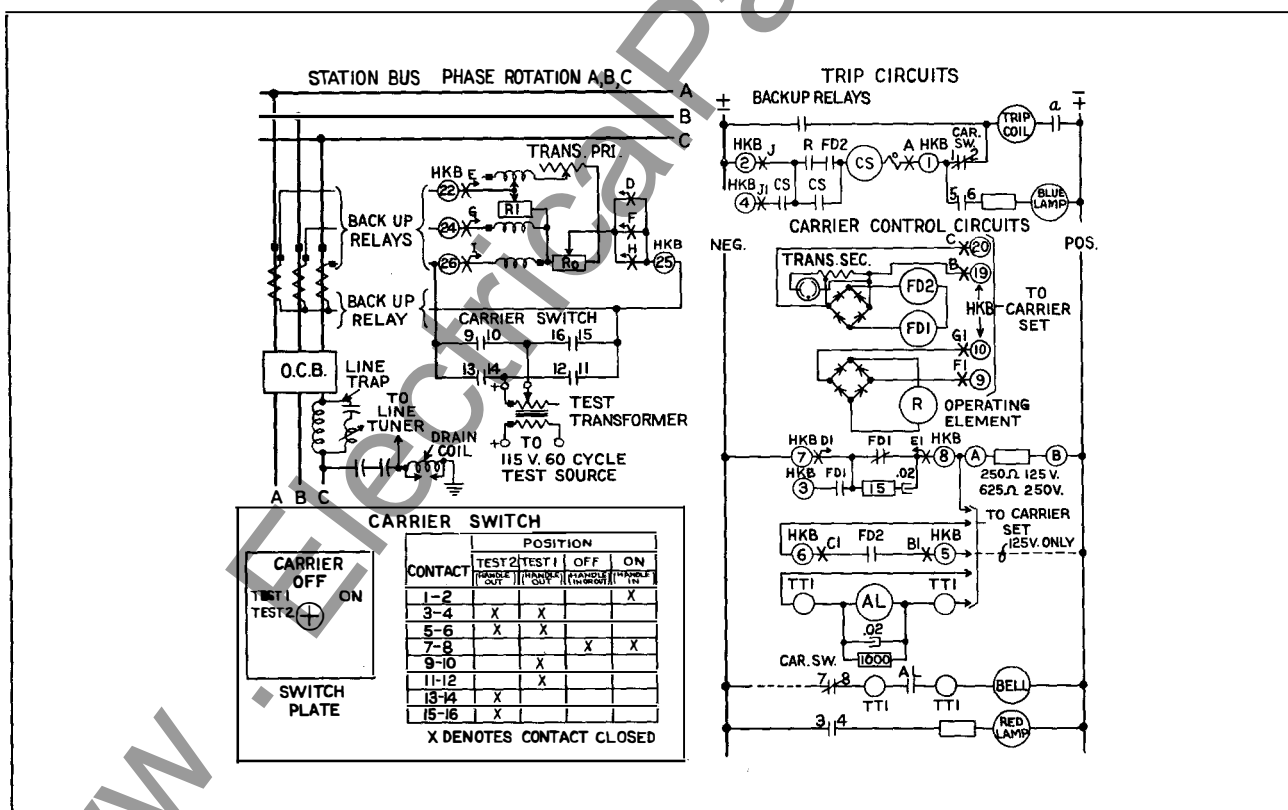 STATION BUS PHASE ROTATION A,B,C
A
B
C
TRANS. PRI.
HKB E
22
R1
G
24
I
26
R0
D
F
H
HKB
25
BACK UP
RELAYS
BACK UP
RELAY
CARRIER SWITCH
9 10
16 15
13 14
12 11
O.C.B.
LINE
TRAP
TO
LINE
TUNER
DRAIN
COIL
+
TEST
TRANSFORMER
+
TO
115 V. 60 CYCLE
TEST SOURCE
A B C
CARRIER SWITCH
CARRIER
OFF
TEST 1
ON
TEST 2
SWITCH
PLATE
POSITION
CONTACT TEST 2 TEST 1 OFF ON
(HANDLE OUT) (HANDLE OUT) (HANDLE IN OR OUT) (HANDLE IN)
1-2 X
3-4 X X
5-6 X X
7-8 X X
9-10 X
11-12 X
13-14 X
15-16 X
X DENOTES CONTACT CLOSED
TRIP CIRCUITS
BACKUP RELAYS
TRIP
COIL
a
HKB J
2
R FD2
CS
A
HKB
1
CAR.
SW.
1 2
HKB J1
4
CS
CS
5 6
BLUE
LAMP
CARRIER CONTROL CIRCUITS
NEG.
POS.
TRANS. SEC.
C
20
B
19
FD2
FD1
HKB
TO
CARRIER
SET
G1
10
F1
9
R
OPERATING
ELEMENT
HKB D1
7
FD1
E1
HKB
8
A
B
HKB
3
FD1
15
.02
250Ω 125 V.
625Ω 250V.
TO CARRIER
SET
125V. ONLY
HKB
6
C1
FD2
B1
HKB
5
TT1
AL
TT1
.02
1000
CAR. SW.
7 8
TT1
AL
TT1
BELL
3 4
RED
LAMP
www . ElectricalPa